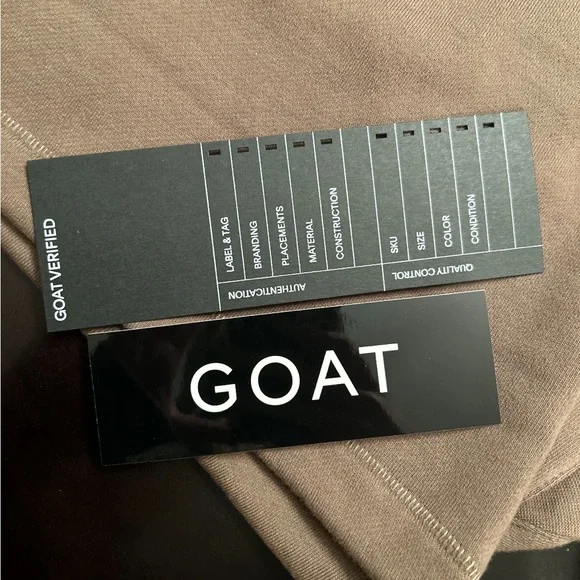 GOAT VERIFIED
LABEL & TAG
BRANDING
PLACEMENTS
MATERIAL
CONSTRUCTION
AUTHENTICATION
SKU
SIZE
COLOR
CONDITION
QUALITY CONTROL
GOAT